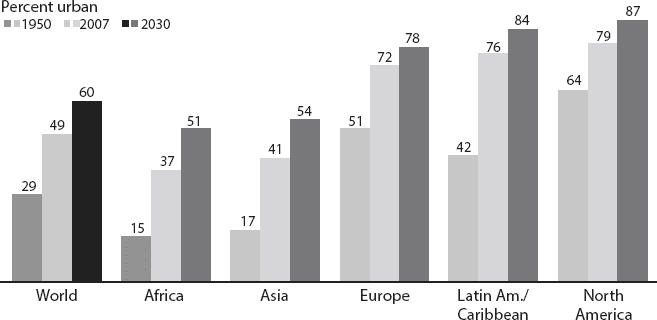 Percent urban
1950 2007 2030
29 49 60
15 37 51
17 41 54
51 72 78
42 76 84
64 79 87
World Africa Asia Europe Latin Am./ North
Caribbean America